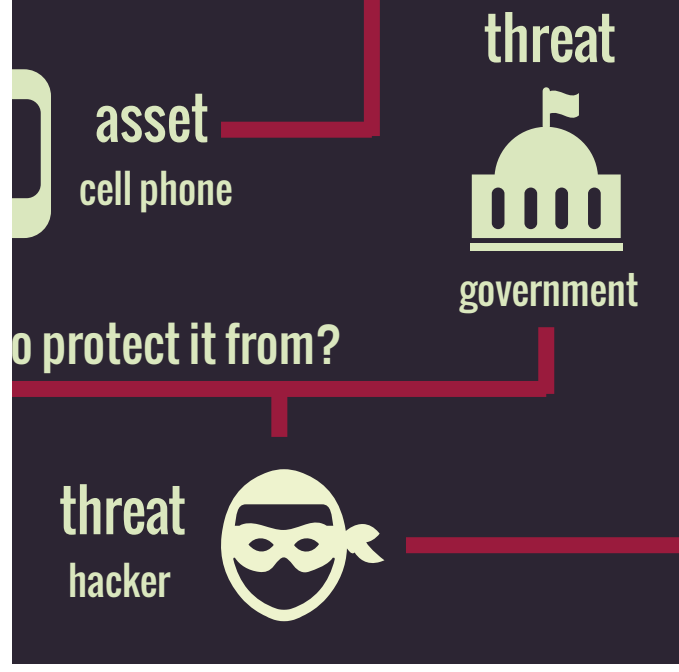 threat
asset
cell phone
government
o protect it from?
threat
hacker